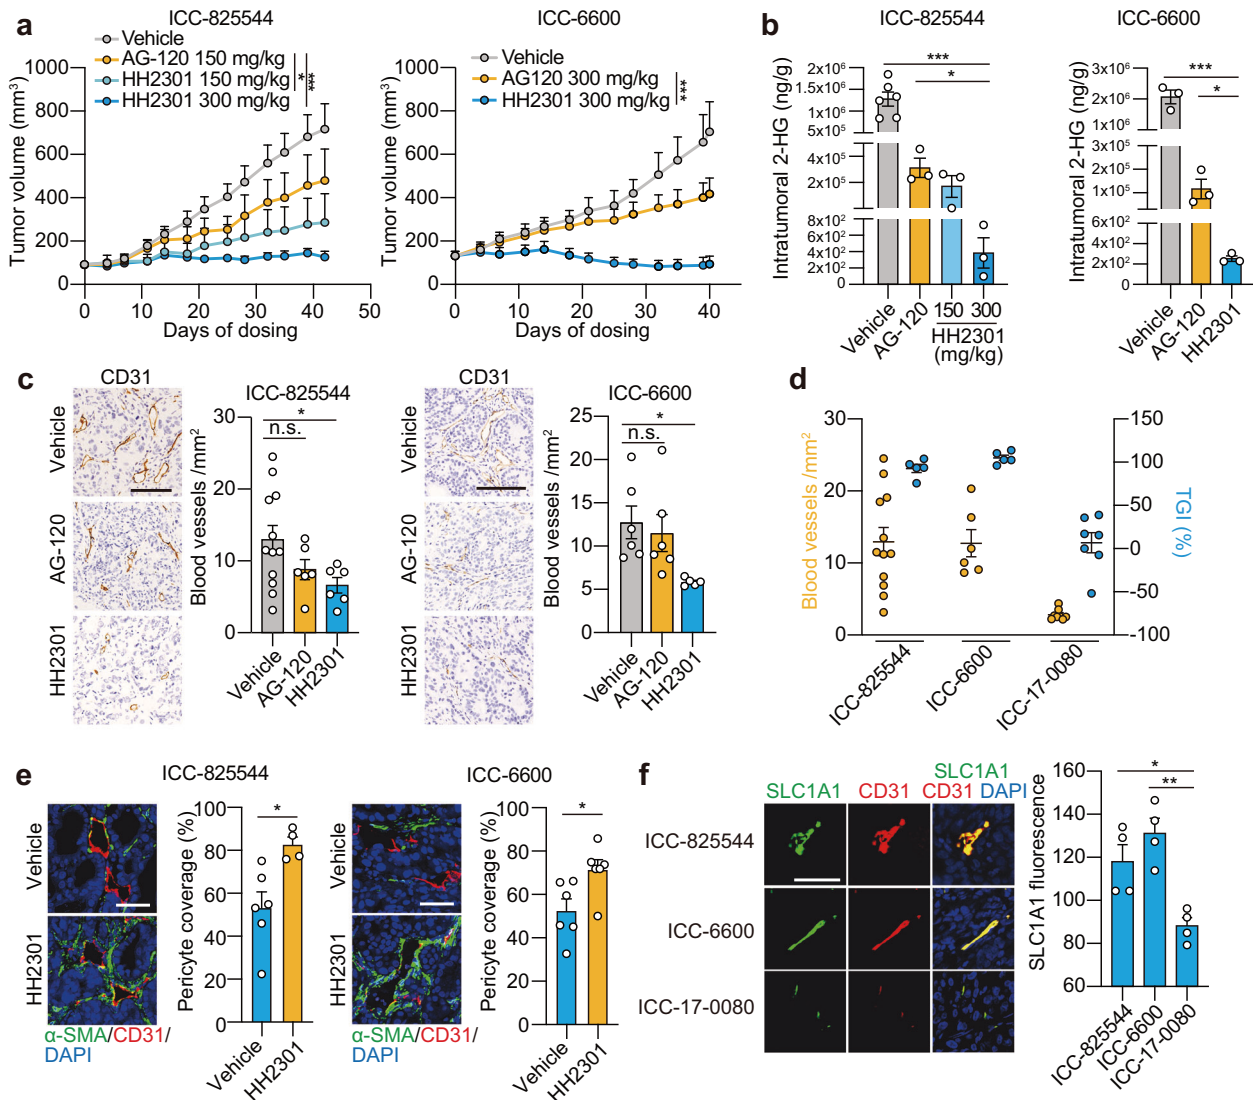 a
ICC-825544
Vehicle
AG-120 150 mg/kg
HH2301 150 mg/kg
HH2301 300 mg/kg
*
***
Tumor volume (mm³)
1000
800
600
400
200
0
0 10 20 30 40 50
Days of dosing
ICC-6600
Vehicle
AG120 300 mg/kg
HH2301 300 mg/kg
***
Tumor volume (mm³)
1000
800
600
400
200
0
0 10 20 30 40
Days of dosing
b
ICC-825544
Intratumoral 2-HG (ng/g)
2x10⁶
1x10⁶
1x10⁶
5x10⁵
4x10⁵
2x10⁵
8x10²
6x10²
4x10²
2x10²
0
***
*
Vehicle
AG-120
150 300
HH2301
(mg/kg)
ICC-6600
Intratumoral 2-HG (ng/g)
3x10⁶
2x10⁶
1x10⁶
3x10⁵
2x10⁵
1x10⁵
6x10²
4x10²
2x10²
0
***
*
Vehicle
AG-120
HH2301
c
CD31
Vehicle
AG-120
HH2301
ICC-825544
Blood vessels /mm²
30
20
10
0
*
n.s.
Vehicle
AG-120
HH2301
CD31
Vehicle
AG-120
HH2301
ICC-6600
Blood vessels /mm²
25
20
15
10
5
0
*
n.s.
Vehicle
AG-120
HH2301
d
Blood vessels /mm²
30
20
10
0
TGI (%)
150
100
50
0
-50
-100
ICC-825544
ICC-6600
ICC-17-0080
e
ICC-825544
Vehicle
HH2301
α-SMA/CD31/
DAPI
Pericyte coverage (%)
100
80
60
40
20
0
*
Vehicle
HH2301
ICC-6600
Vehicle
HH2301
α-SMA/CD31/
DAPI
Pericyte coverage (%)
100
80
60
40
20
0
*
Vehicle
HH2301
f
SLC1A1
CD31
SLC1A1
CD31 DAPI
ICC-825544
ICC-6600
ICC-17-0080
SLC1A1 fluorescence
160
140
120
100
80
60
*
**
ICC-825544
ICC-6600
ICC-17-0080